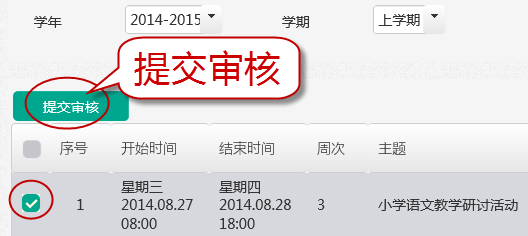 学年 2014-2015 学期 上学期
提交审核
提交审核
序号 开始时间 结束时间 周次 主题
1 星期三 2014.08.27 08:00 星期四 2014.08.28 18:00 3 小学语文教学研讨活动